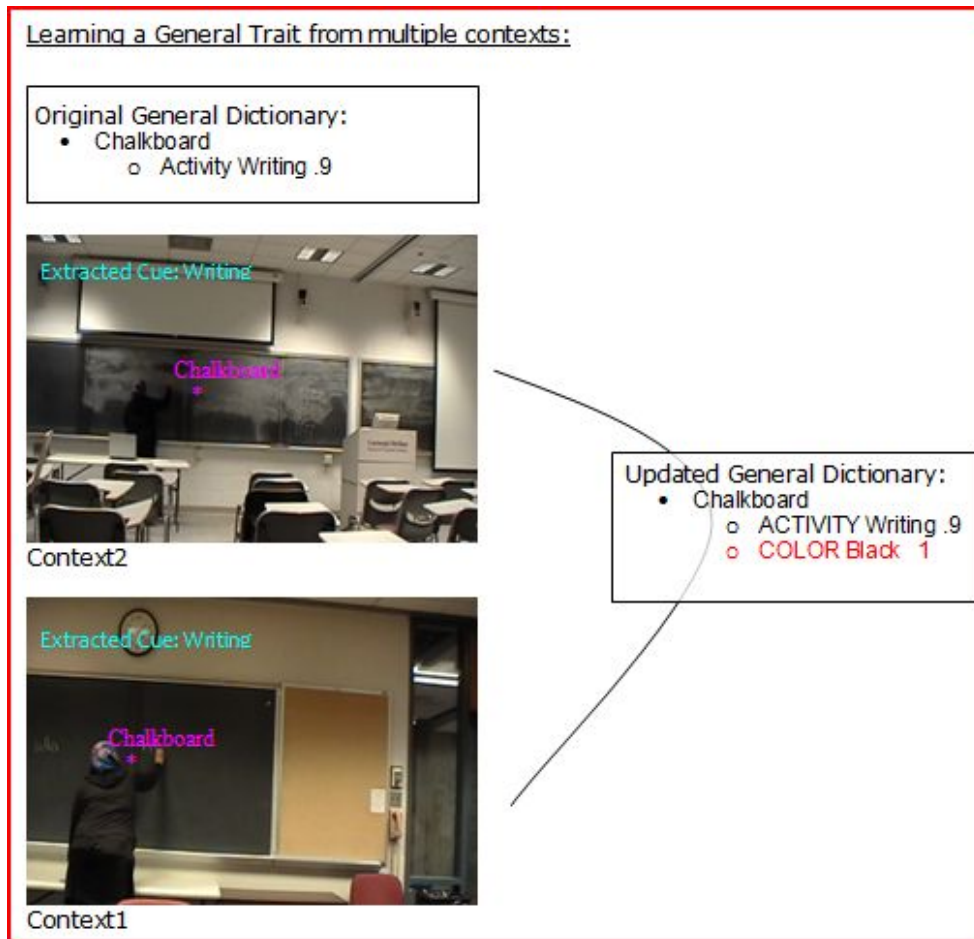 Learning a General Trait from multiple contexts:
Original General Dictionary:
• Chalkboard
o Activity Writing .9
Extracted Cue: Writing
Chalkboard
*
Context2
Updated General Dictionary:
• Chalkboard
o ACTIVITY Writing .9
o COLOR Black 1
Extracted Cue: Writing
Chalkboard
*
Context1